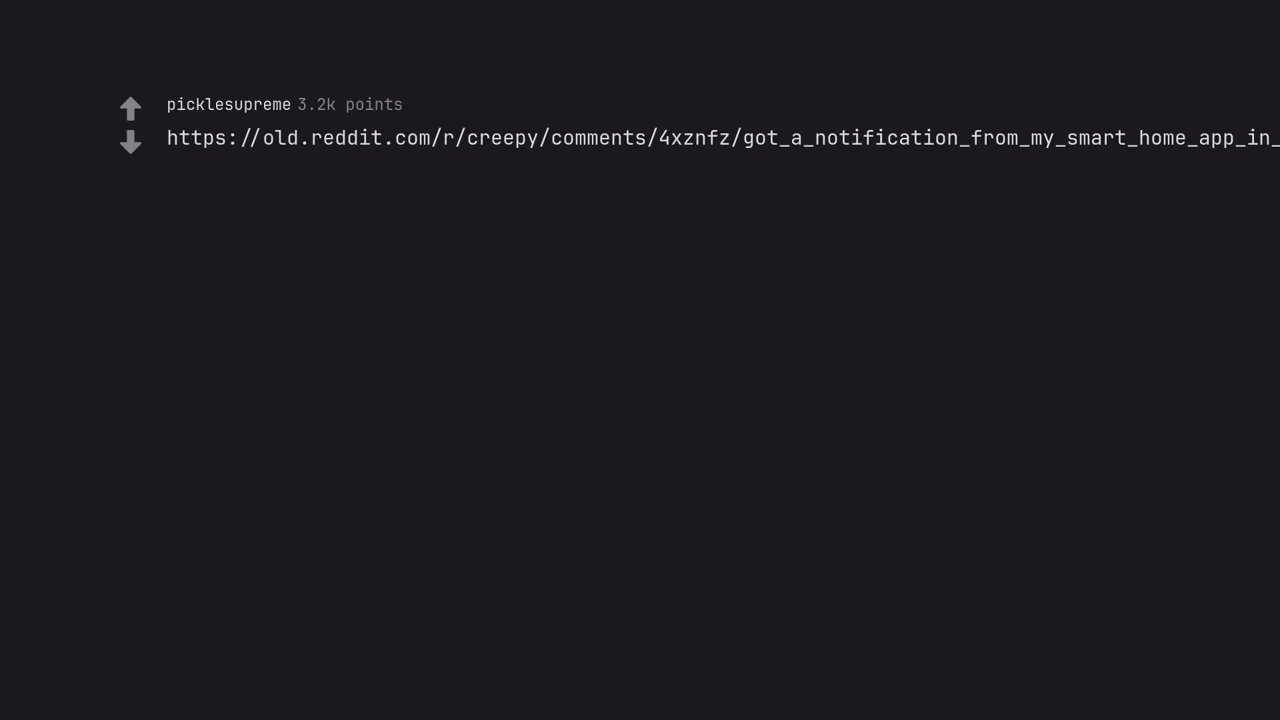 picklesupreme 3.2k points
https://old.reddit.com/r/creepy/comments/4xznfz/got_a_notification_from_my_smart_home_app_in_